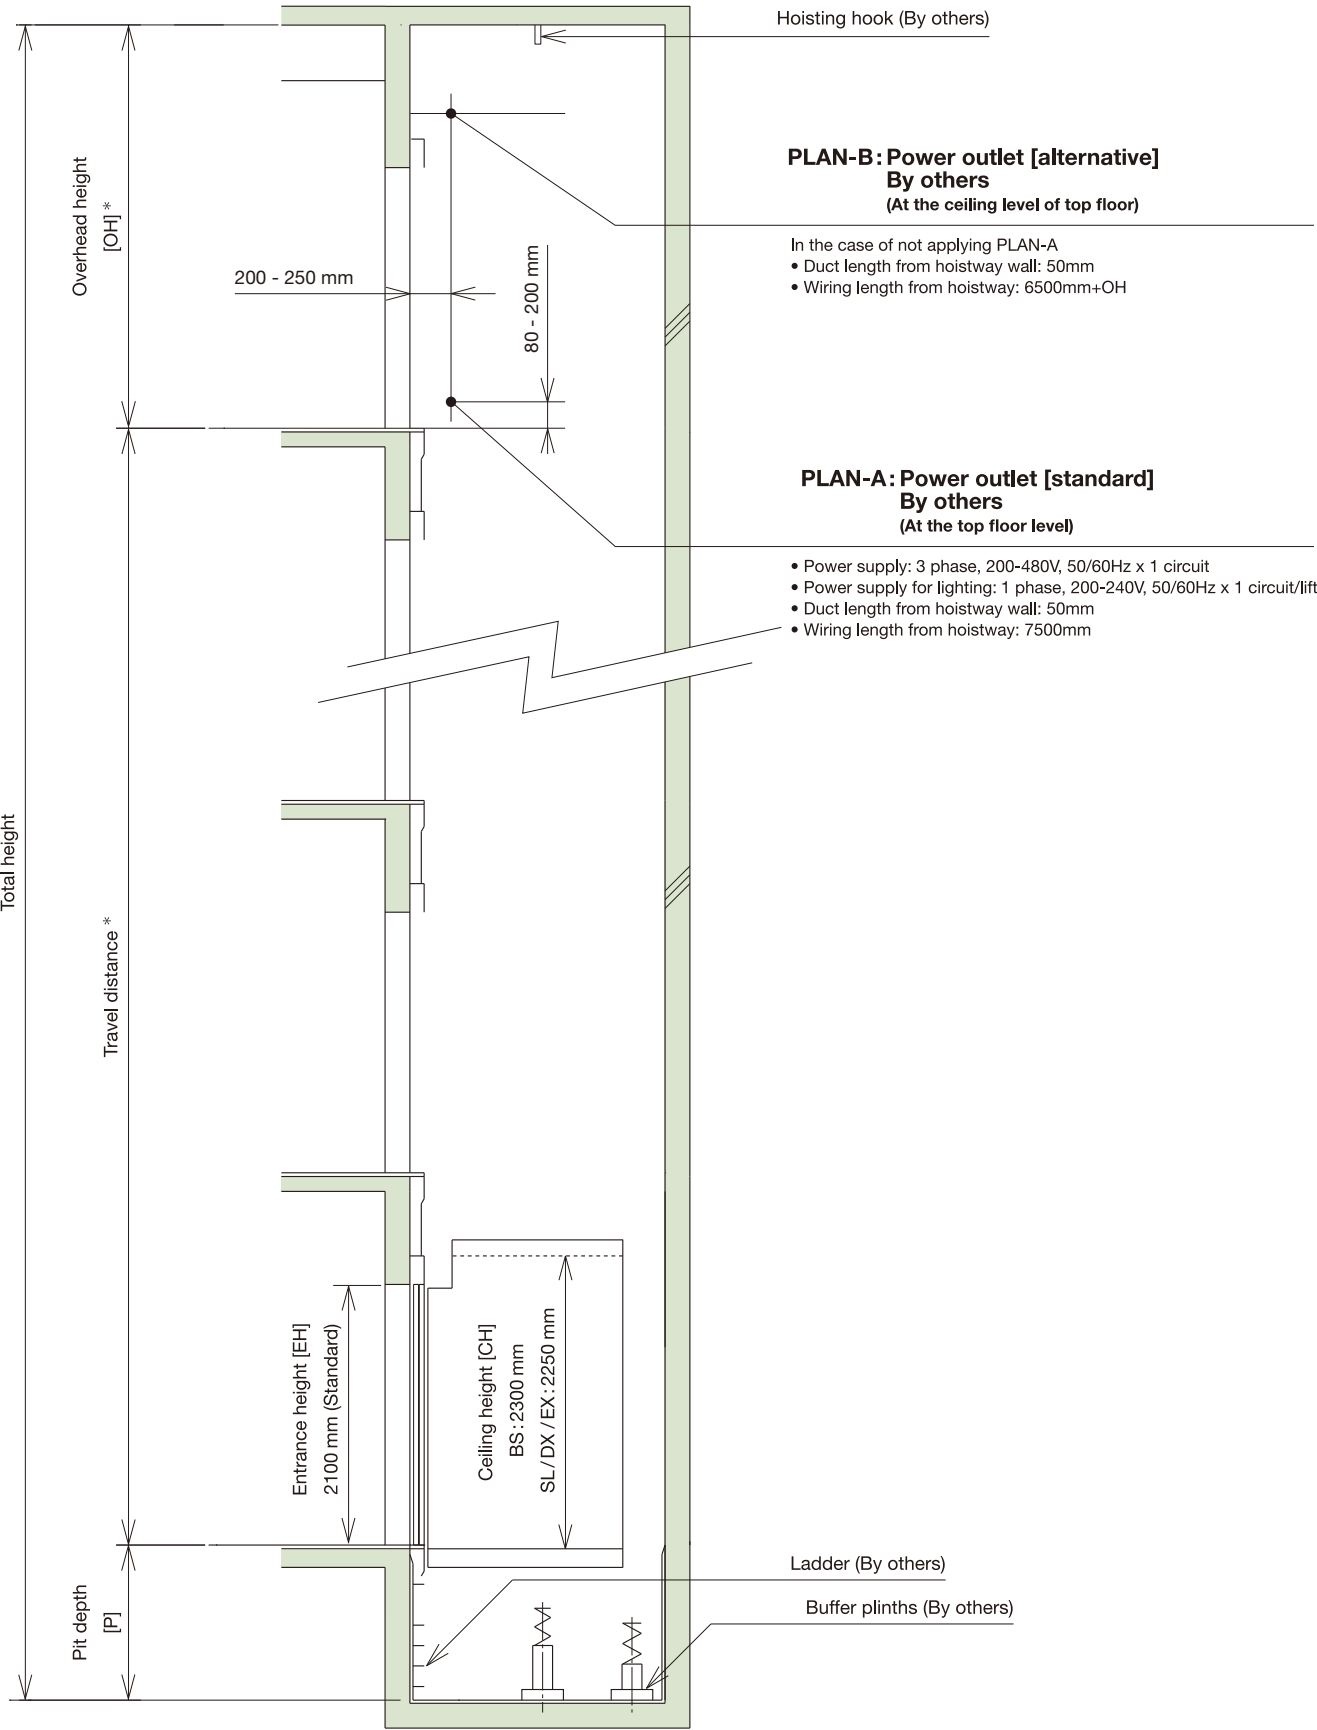 Hoisting hook (By others)
PLAN-B: Power outlet [alternative]
By others
(At the ceiling level of top floor)
In the case of not applying PLAN-A
• Duct length from hoistway wall: 50mm
• Wiring length from hoistway: 6500mm+OH
Overhead height
[OH] *
200 - 250 mm
80 - 200 mm
PLAN-A: Power outlet [standard]
By others
(At the top floor level)
• Power supply: 3 phase, 200-480V, 50/60Hz x 1 circuit
• Power supply for lighting: 1 phase, 200-240V, 50/60Hz x 1 circuit/lift
• Duct length from hoistway wall: 50mm
• Wiring length from hoistway: 7500mm
Total height
Travel distance *
Entrance height [EH]
2100 mm (Standard)
Ceiling height [CH]
BS : 2300 mm
SL / DX / EX : 2250 mm
Ladder (By others)
Buffer plinths (By others)
Pit depth
[P]